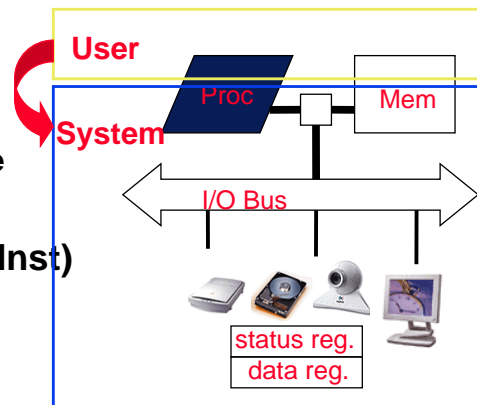 User
Proc
Mem
System
e
I/O Bus
Inst)
status reg.
data reg.